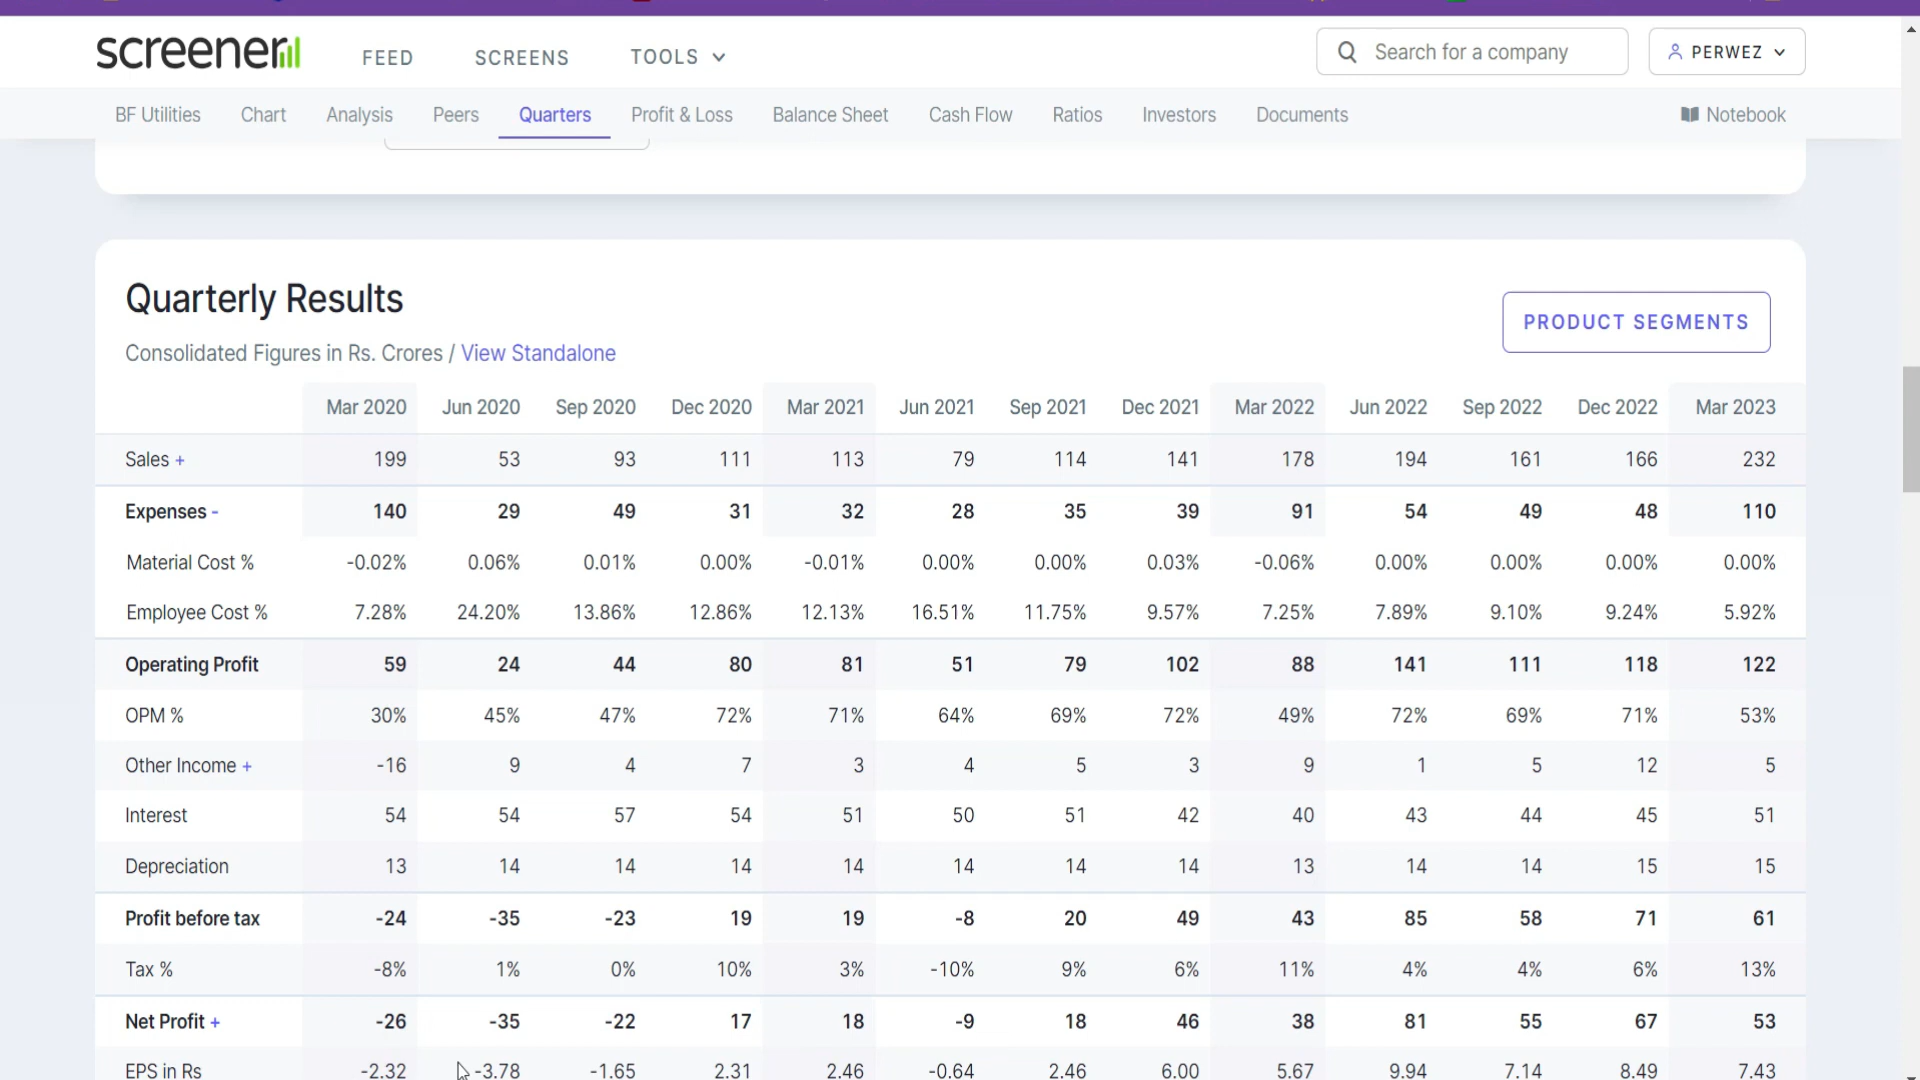 screener FEED SCREENS TOOLS Search for a company PERWEZ
BF Utilities Chart Analysis Peers Quarters Profit & Loss Balance Sheet Cash Flow Ratios Investors Documents Notebook
Quarterly Results
PRODUCT SEGMENTS
Consolidated Figures in Rs. Crores / View Standalone
Mar 2020 Jun 2020 Sep 2020 Dec 2020 Mar 2021 Jun 2021 Sep 2021 Dec 2021 Mar 2022 Jun 2022 Sep 2022 Dec 2022 Mar 2023
Sales + 199 53 93 111 113 79 114 141 178 194 161 166 232
Expenses - 140 29 49 31 32 28 35 39 91 54 49 48 110
Material Cost % -0.02% 0.06% 0.01% 0.00% -0.01% 0.00% 0.00% 0.03% -0.06% 0.00% 0.00% 0.00% 0.00%
Employee Cost % 7.28% 24.20% 13.86% 12.86% 12.13% 16.51% 11.75% 9.57% 7.25% 7.89% 9.10% 9.24% 5.92%
Operating Profit 59 24 44 80 81 51 79 102 88 141 111 118 122
OPM % 30% 45% 47% 72% 71% 64% 69% 72% 49% 72% 69% 71% 53%
Other Income + -16 9 4 7 3 4 5 3 9 1 5 12 5
Interest 54 54 57 54 51 50 51 42 40 43 44 45 51
Depreciation 13 14 14 14 14 14 14 14 13 14 14 15 15
Profit before tax -24 -35 -23 19 19 -8 20 49 43 85 58 71 61
Tax % -8% 1% 0% 10% 3% -10% 9% 6% 11% 4% 4% 6% 13%
Net Profit + -26 -35 -22 17 18 -9 18 46 38 81 55 67 53
EPS in Rs -2.32 -3.78 -1.65 2.31 2.46 -0.64 2.46 6.00 5.67 9.94 7.14 8.49 7.43